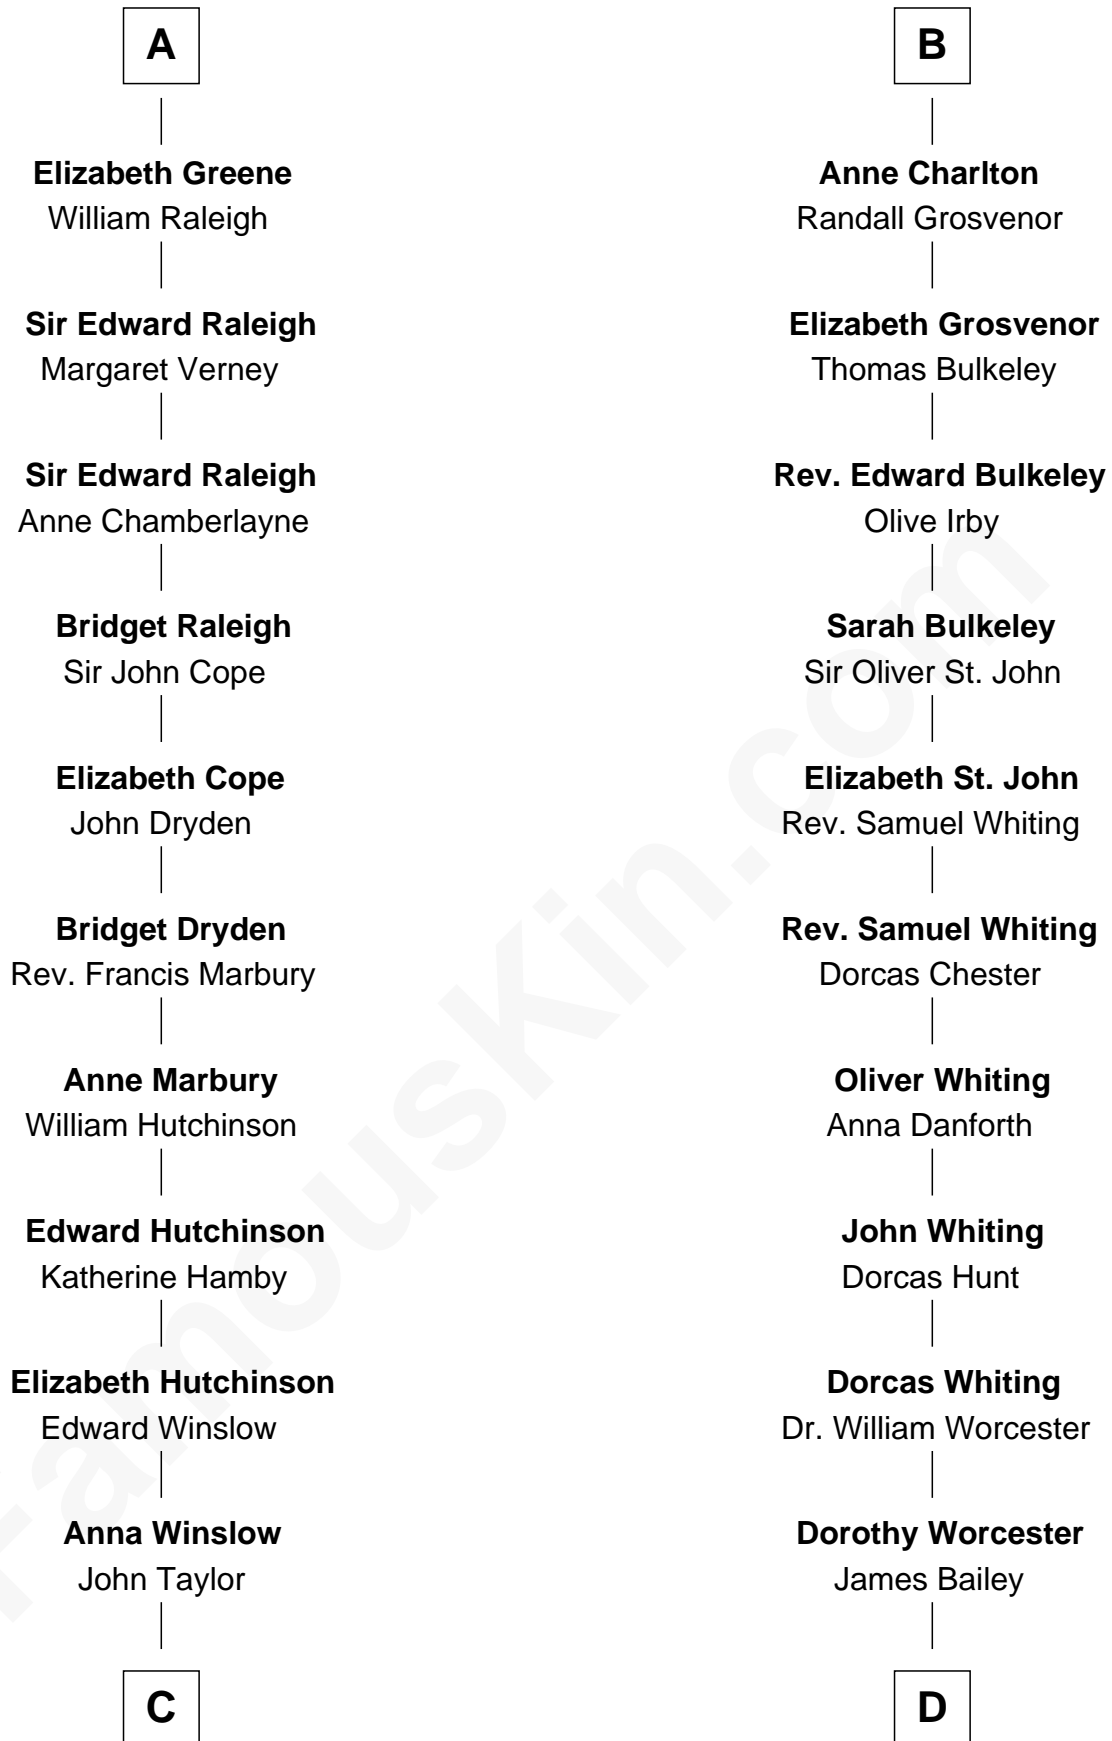 A
Elizabeth Greene
William Raleigh
Sir Edward Raleigh
Margaret Verney
Sir Edward Raleigh
Anne Chamberlayne
Bridget Raleigh
Sir John Cope
Elizabeth Cope
John Dryden
Bridget Dryden
Rev. Francis Marbury
Anne Marbury
William Hutchinson
Edward Hutchinson
Katherine Hamby
Elizabeth Hutchinson
Edward Winslow
Anna Winslow
John Taylor
C
B
Anne Charlton
Randall Grosvenor
Elizabeth Grosvenor
Thomas Bulkeley
Rev. Edward Bulkeley
Olive Irby
Sarah Bulkeley
Sir Oliver St. John
Elizabeth St. John
Rev. Samuel Whiting
Rev. Samuel Whiting
Dorcas Chester
Oliver Whiting
Anna Danforth
John Whiting
Dorcas Hunt
Dorcas Whiting
Dr. William Worcester
Dorothy Worcester
James Bailey
D
FamousKin.com